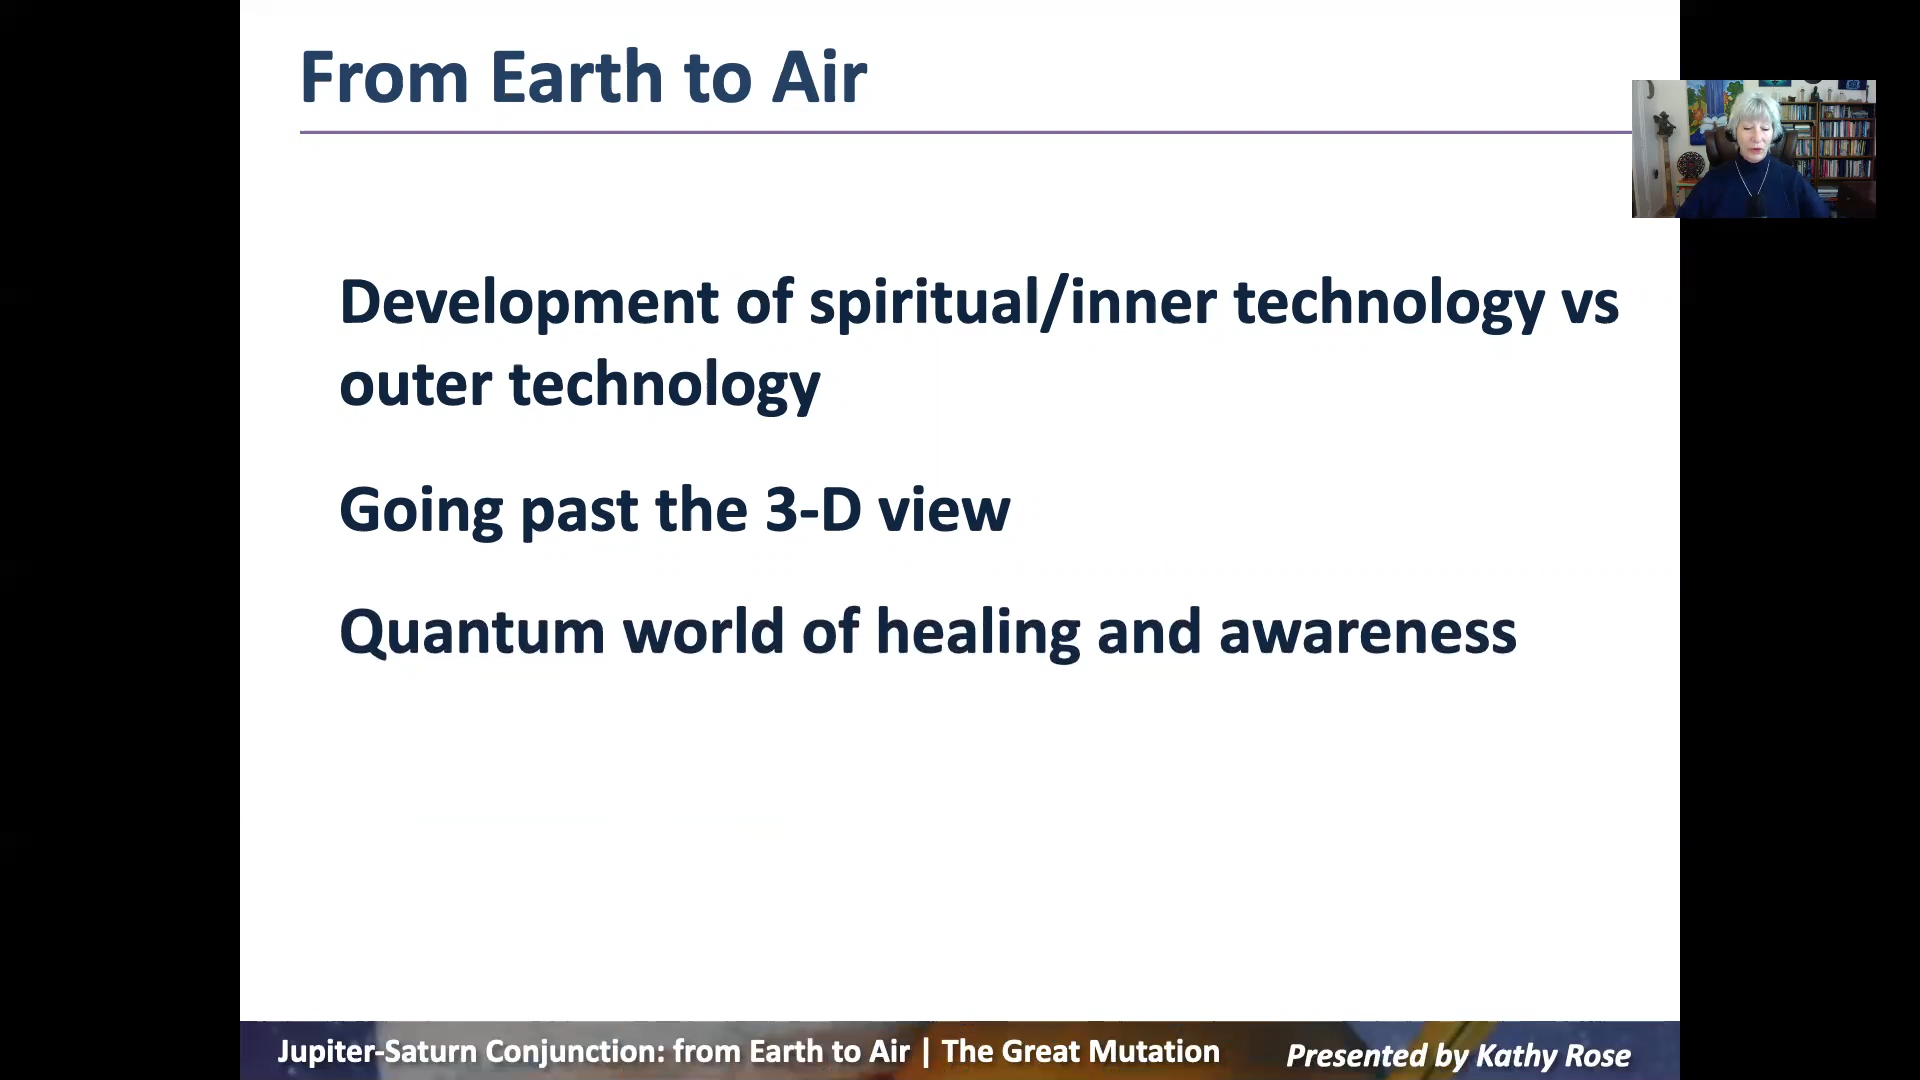 From Earth to Air
Development of spiritual/inner technology vs
outer technology
Going past the 3-D view
Quantum world of healing and awareness
Jupiter-Saturn Conjunction: from Earth to Air | The Great Mutation
Presented by Kathy Rose